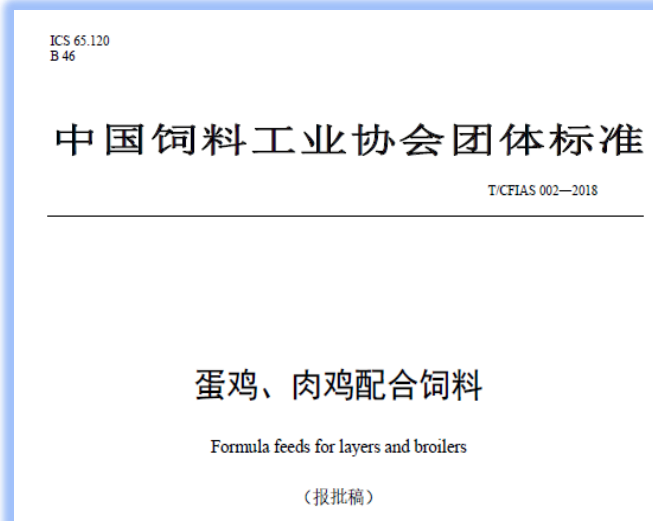 ICS 65.120
B 46
中国饲料工业协会团体标准
T/CFIAS 002—2018
蛋鸡、肉鸡配合饲料
Formula feeds for layers and broilers
（报批稿）